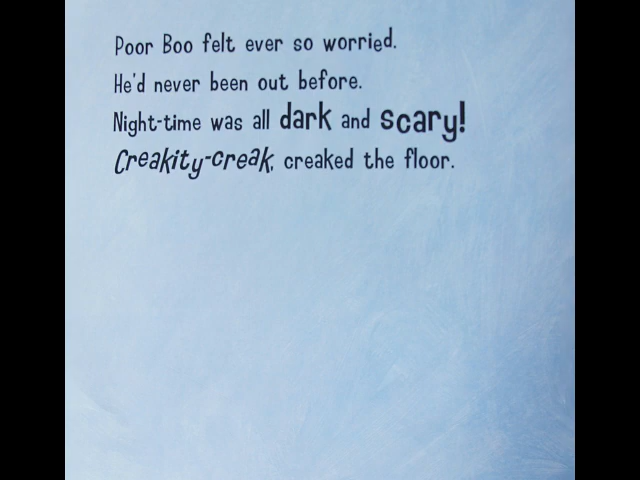 Poor Boo felt ever so worried.
He'd never been out before.
Night-time was all dark and scary!
Creakity-creak, creaked the floor.